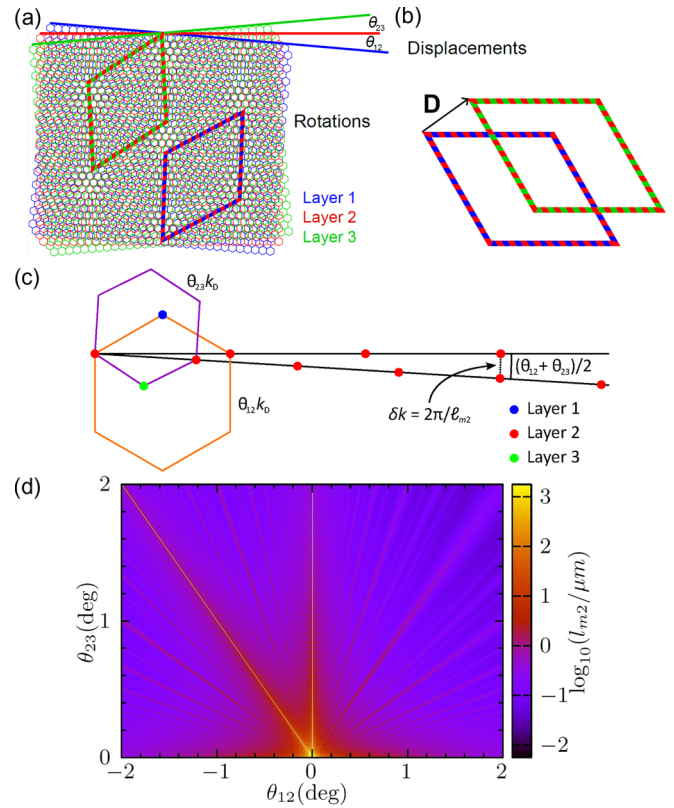 (a)
θ23
θ12
Rotations
Layer 1
Layer 2
Layer 3
(b)
Displacements
D
(c)
θ23kD
θ12kD
(θ12 + θ23)/2
δk = 2π/ℓm2
Layer 1
Layer 2
Layer 3
(d)
2
1
0
θ23(deg)
−2
−1
0
1
2
θ12(deg)
3
2
1
0
−1
−2
log10(lm2/μm)